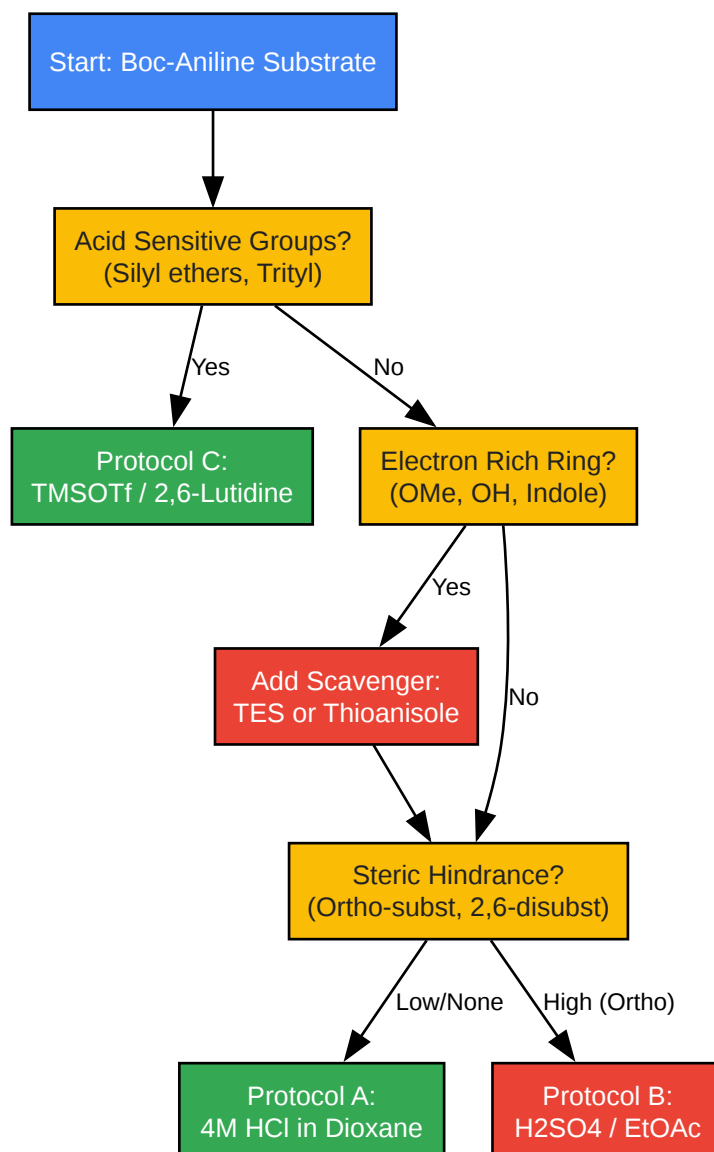 Start: Boc-Aniline Substrate
Acid Sensitive Groups?
(Silyl ethers, Trityl)
Yes
No
Protocol C:
TMSOTf / 2,6-Lutidine
Electron Rich Ring?
(OMe, OH, Indole)
Yes
No
Add Scavenger:
TES or Thioanisole
Steric Hindrance?
(Ortho-subst, 2,6-disubst)
Low/None
High (Ortho)
Protocol A:
4M HCl in Dioxane
Protocol B:
H2SO4 / EtOAc